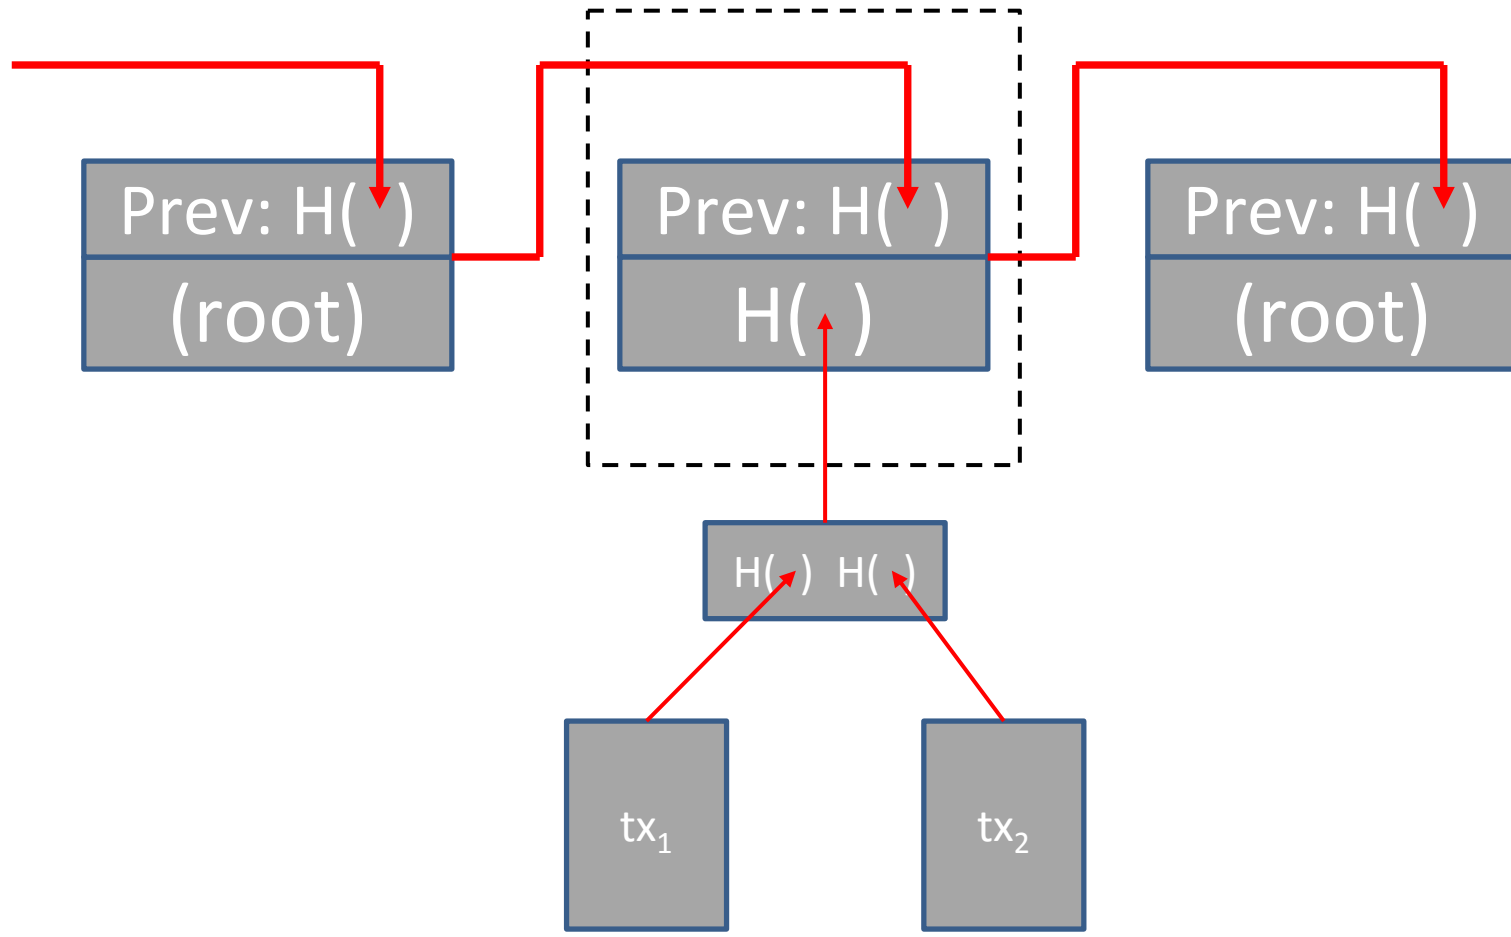 Prev: H( )
(root)
Prev: H( )
H( )
Prev: H( )
(root)
H( ) H( )
tx₁
tx₂